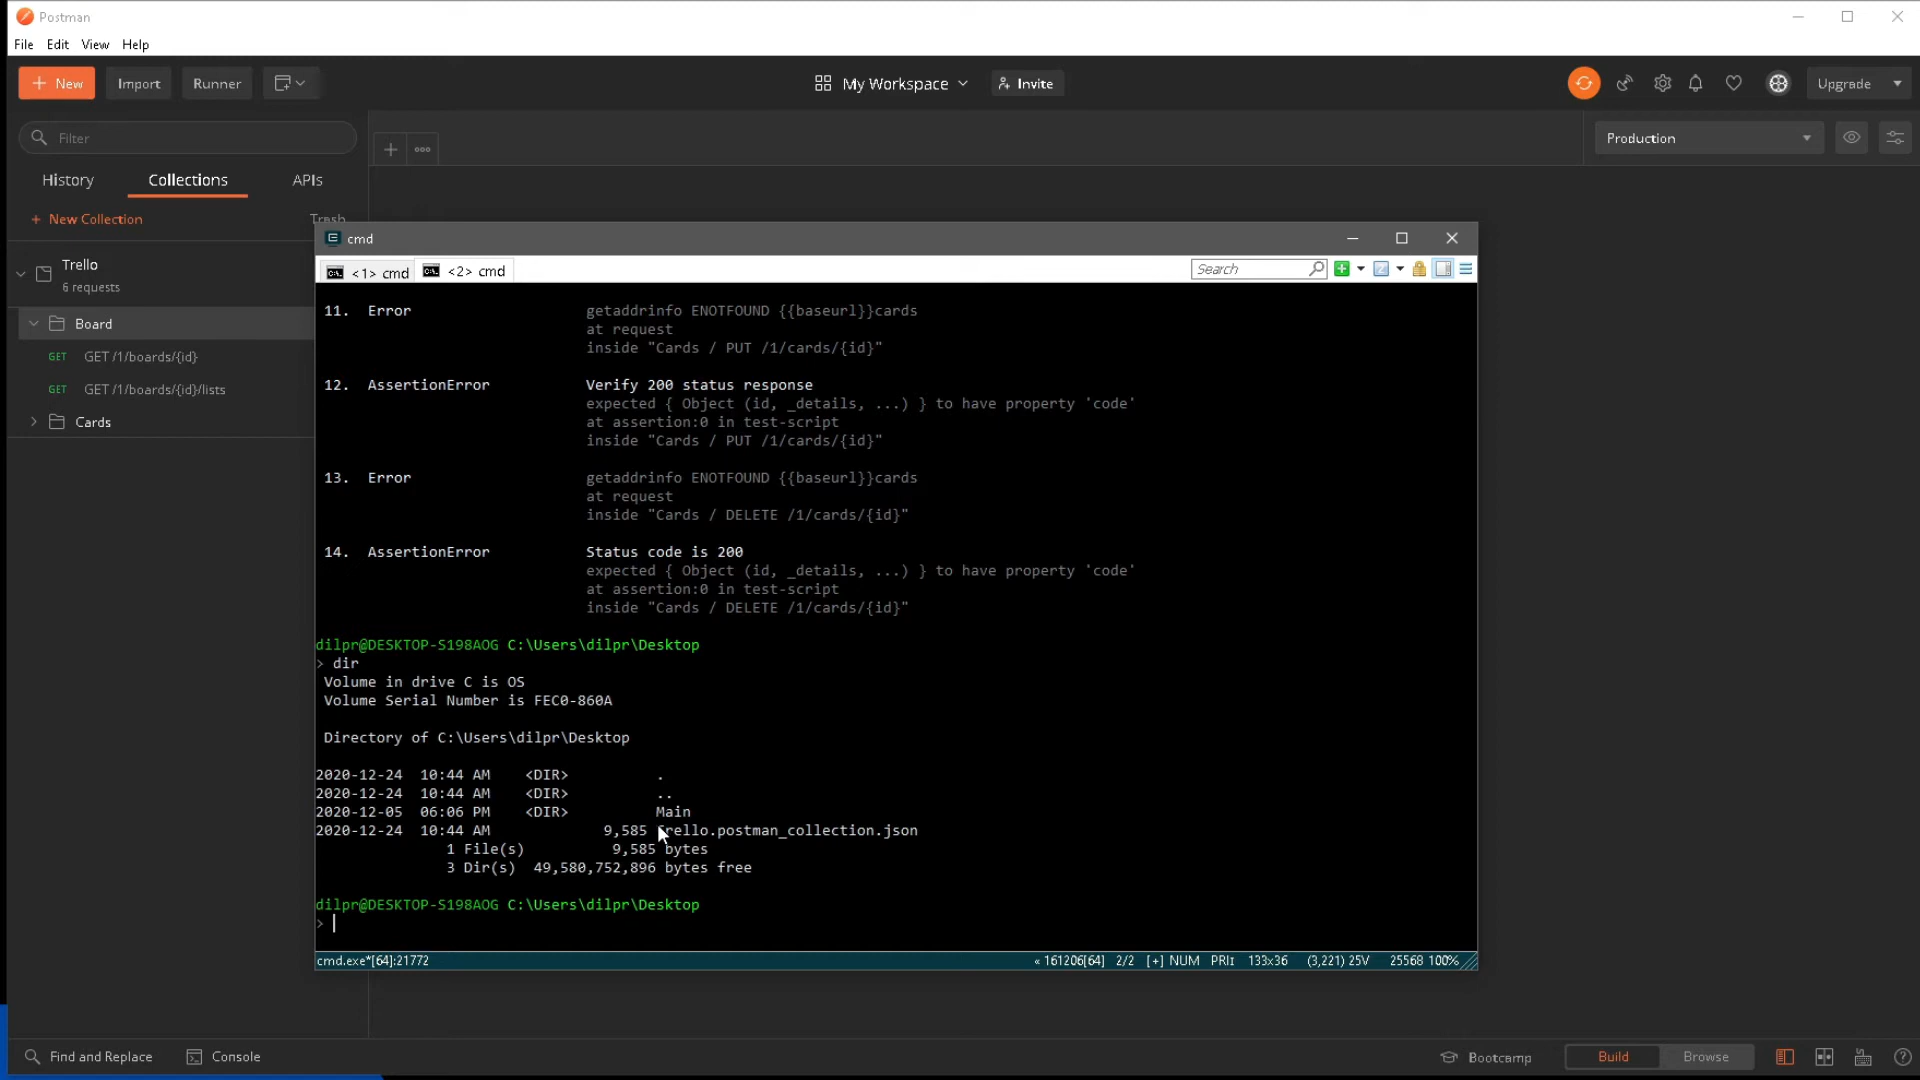 Postman
File Edit View Help
New Import Runner My Workspace Invite Upgrade
Filter
Production
History Collections APIs
+ New Collection Trash
Trello
6 requests
Board
GET GET /1/boards/{id}
GET GET /1/boards/{id}/lists
Cards
cmd
<1> cmd <2> cmd Search
11. Error getaddrinfo ENOTFOUND {{baseurl}}cards
at request
inside "Cards / PUT /1/cards/{id}"
12. AssertionError Verify 200 status response
expected { Object (id, _details, ...) } to have property 'code'
at assertion:0 in test-script
inside "Cards / PUT /1/cards/{id}"
13. Error getaddrinfo ENOTFOUND {{baseurl}}cards
at request
inside "Cards / DELETE /1/cards/{id}"
14. AssertionError Status code is 200
expected { Object (id, _details, ...) } to have property 'code'
at assertion:0 in test-script
inside "Cards / DELETE /1/cards/{id}"
dilpr@DESKTOP-S198AOG C:\Users\dilpr\Desktop
> dir
Volume in drive C is OS
Volume Serial Number is FEC0-860A
Directory of C:\Users\dilpr\Desktop
2020-12-24 10:44 AM <DIR> .
2020-12-24 10:44 AM <DIR> ..
2020-12-05 06:06 PM <DIR> Main
2020-12-24 10:44 AM 9,585 Trello.postman_collection.json
1 File(s) 9,585 bytes
3 Dir(s) 49,580,752,896 bytes free
dilpr@DESKTOP-S198AOG C:\Users\dilpr\Desktop
>
cmd.exe*[64]:21772 « 161206[64] 2/2 [+] NUM PRI↕ 133x36 (3,221) 25V 25568 100%
Find and Replace Console Bootcamp Build Browse